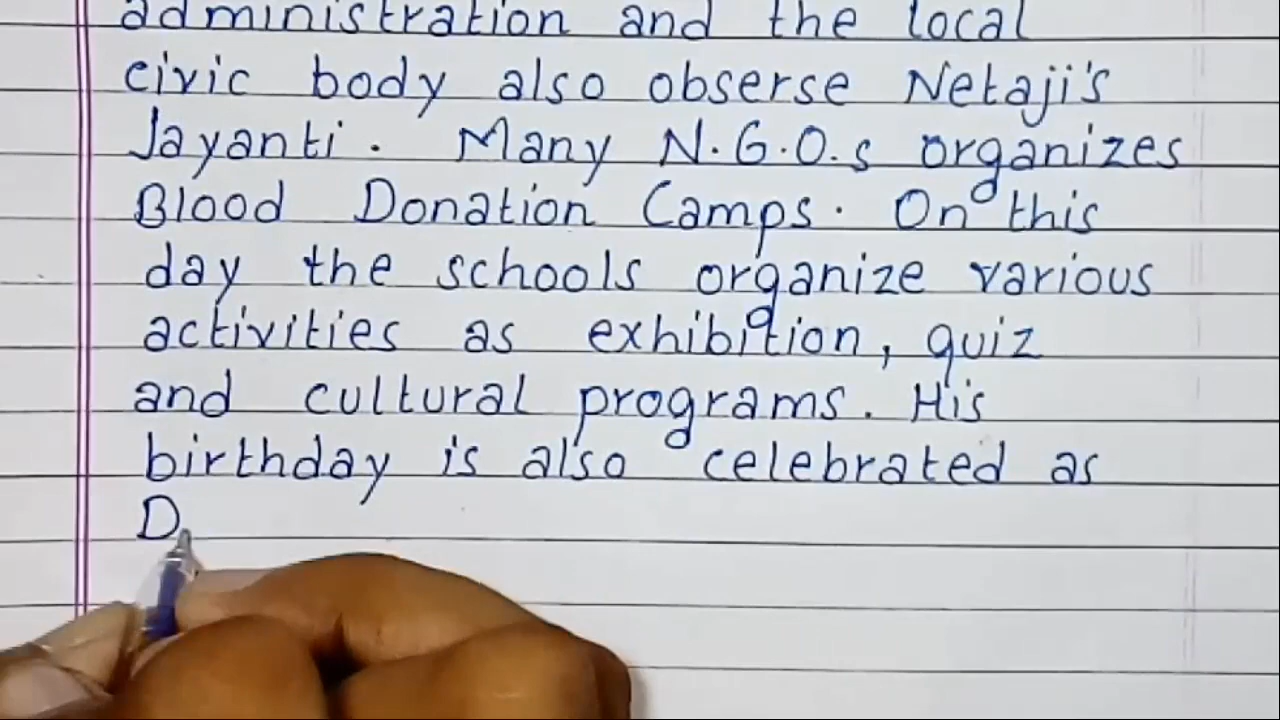 administration and the local
civic body also obserse Netaji's
Jayanti. Many N.G.O.s organizes
Blood Donation Camps. On this
day the schools organize various
activities as exhibition, quiz
and cultural programs. His
birthday is also celebrated as
D